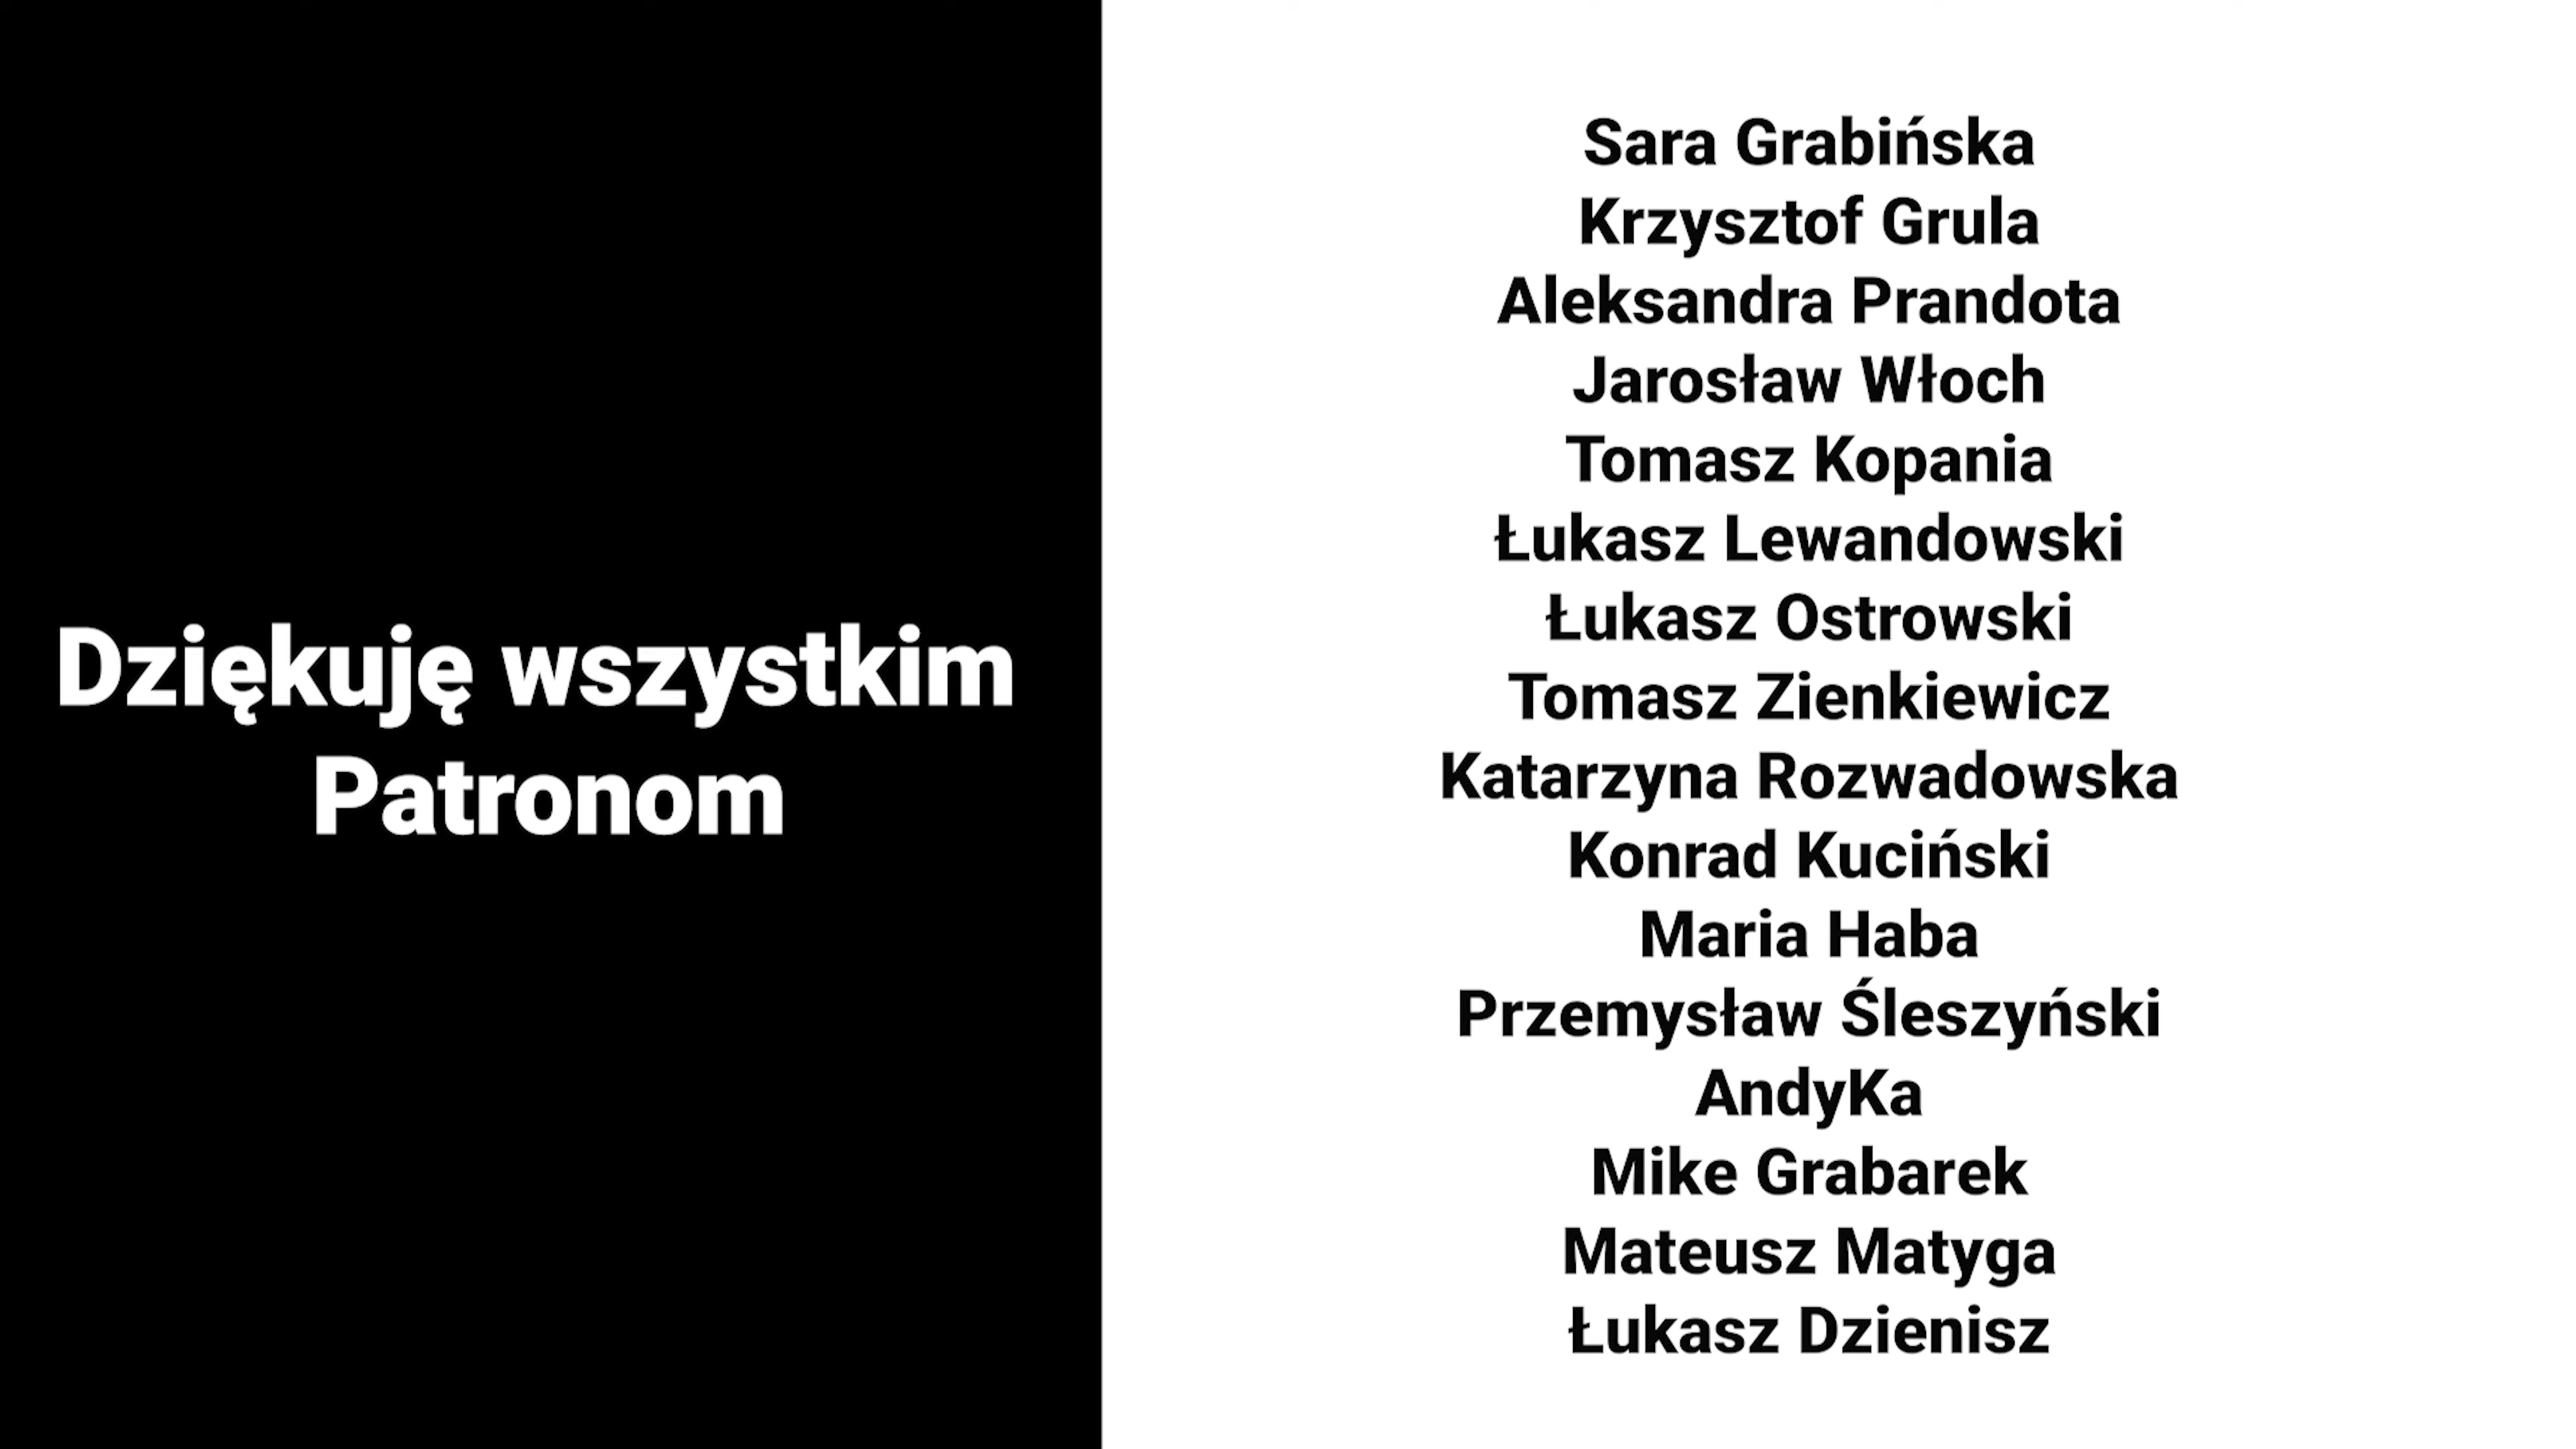 Dziękuję wszystkim
Patronom
Sara Grabińska
Krzysztof Grula
Aleksandra Prandota
Jarosław Włoch
Tomasz Kopania
Łukasz Lewandowski
Łukasz Ostrowski
Tomasz Zienkiewicz
Katarzyna Rozwadowska
Konrad Kuciński
Maria Haba
Przemysław Śleszyński
AndyKa
Mike Grabarek
Mateusz Matyga
Łukasz Dzienisz